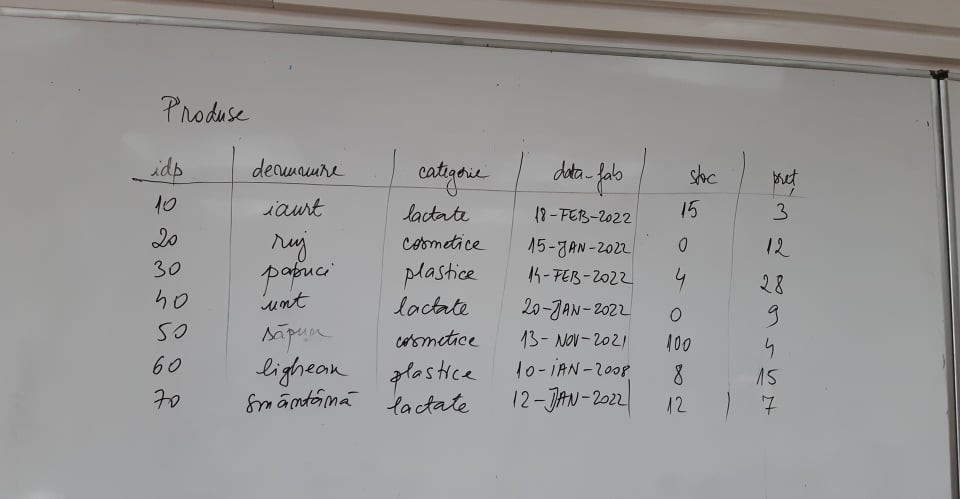 Produse
idp denumire categorie data-fab stoc preț
10 iaurt lactate 18-FEB-2022 15 3
20 ruj cosmetice 15-JAN-2022 0 12
30 papuci plastice 14-FEB-2022 4 28
40 unt lactate 20-JAN-2022 0 9
50 săpun cosmetice 13-NOV-2021 100 4
60 lighean plastice 10-iAN-2008 8 15
70 smântână lactate 12-JAN-2022 12 7